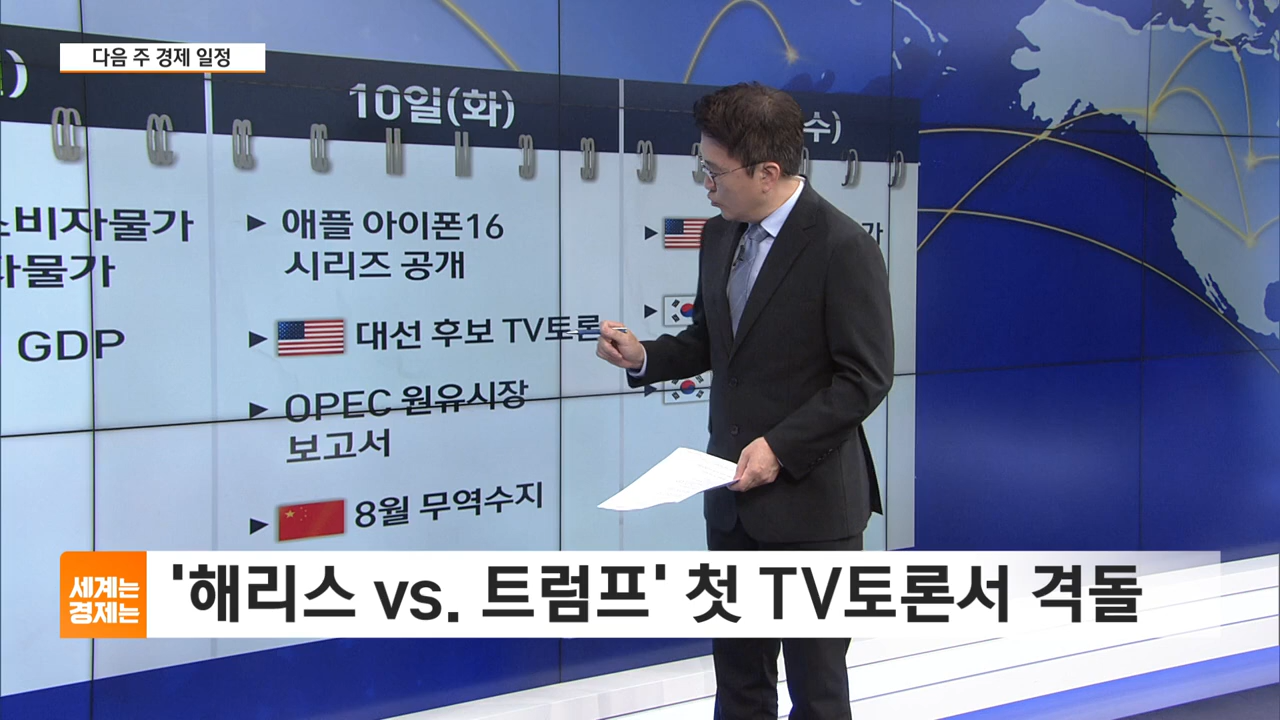 다음 주 경제 일정
10일(화)
수)
소비자물가
물가
GDP
▶ 애플 아이폰16
시리즈 공개
▶ 대선 후보 TV토론
▶ OPEC 원유시장
보고서
▶ 8월 무역수지
세계는
경제는
'해리스 vs. 트럼프' 첫 TV토론서 격돌